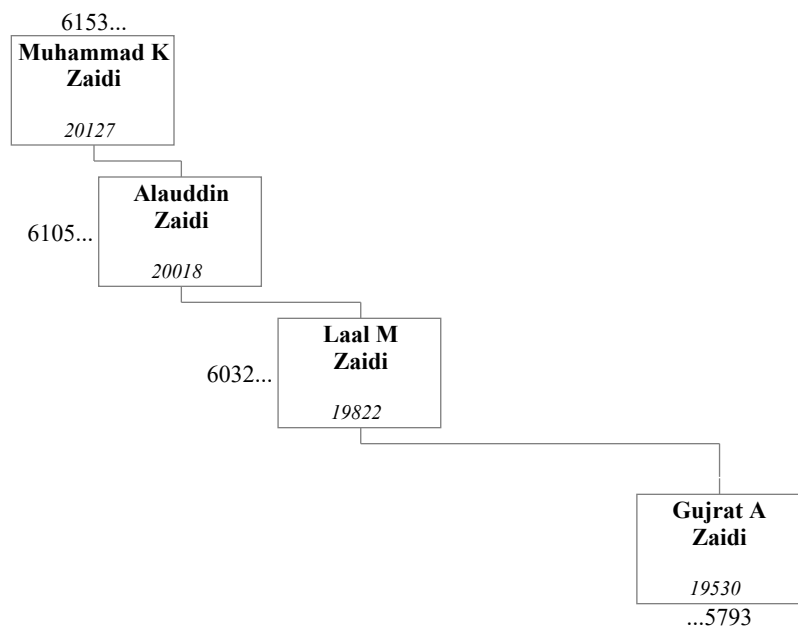 6153...
Muhammad K
Zaidi
20127
Alauddin
Zaidi
6105...
20018
Laal M
Zaidi
6032...
19822
Gujrat A
Zaidi
19530
...5793